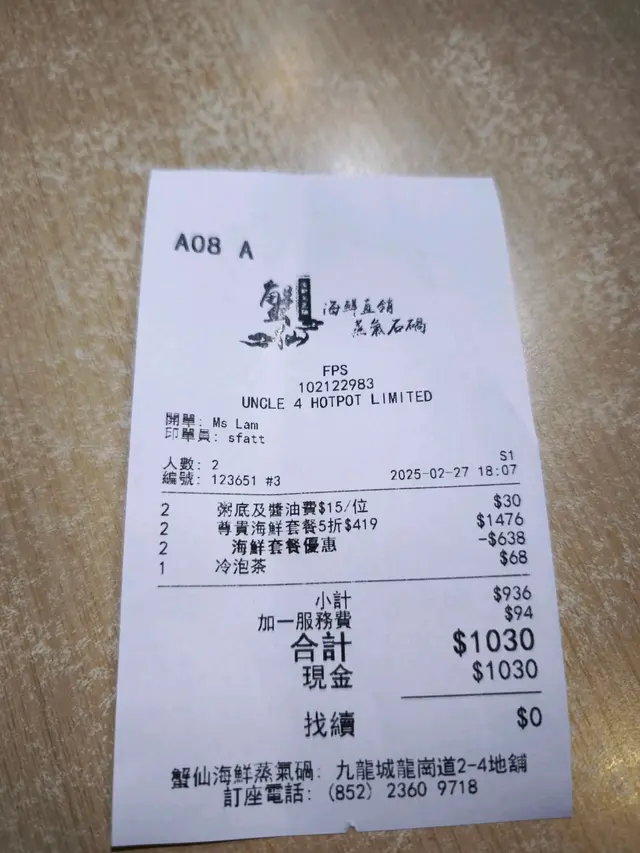 A08 A
蟹仙
海鮮直銷
蒸氣石鍋
FPS
102122983
UNCLE 4 HOTPOT LIMITED
開單: Ms Lam
印單員: sfatt
人數: 2 S1
編號: 123651 #3 2025-02-27 18:07
2 粥底及醬油費$15/位 $30
2 尊貴海鮮套餐5折$419 $1476
2 海鮮套餐優惠 -$638
1 冷泡茶 $68
小計 $936
加一服務費 $94
合計 $1030
現金 $1030
找續 $0
蟹仙海鮮蒸氣鍋: 九龍城龍崗道2-4地舖
訂座電話: (852) 2360 9718